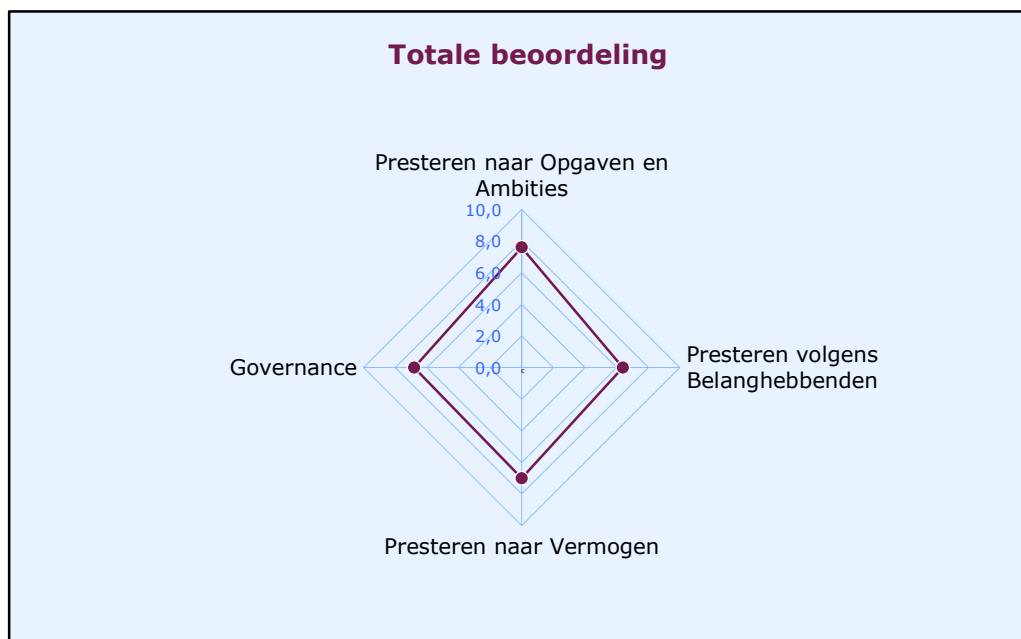 Totale beoordeling
Presteren naar Opgaven en
Ambities
10,0
8,0
6,0
4,0
2,0
0,0
c
Governance
Presteren volgens
Belanghebbenden
Presteren naar Vermogen